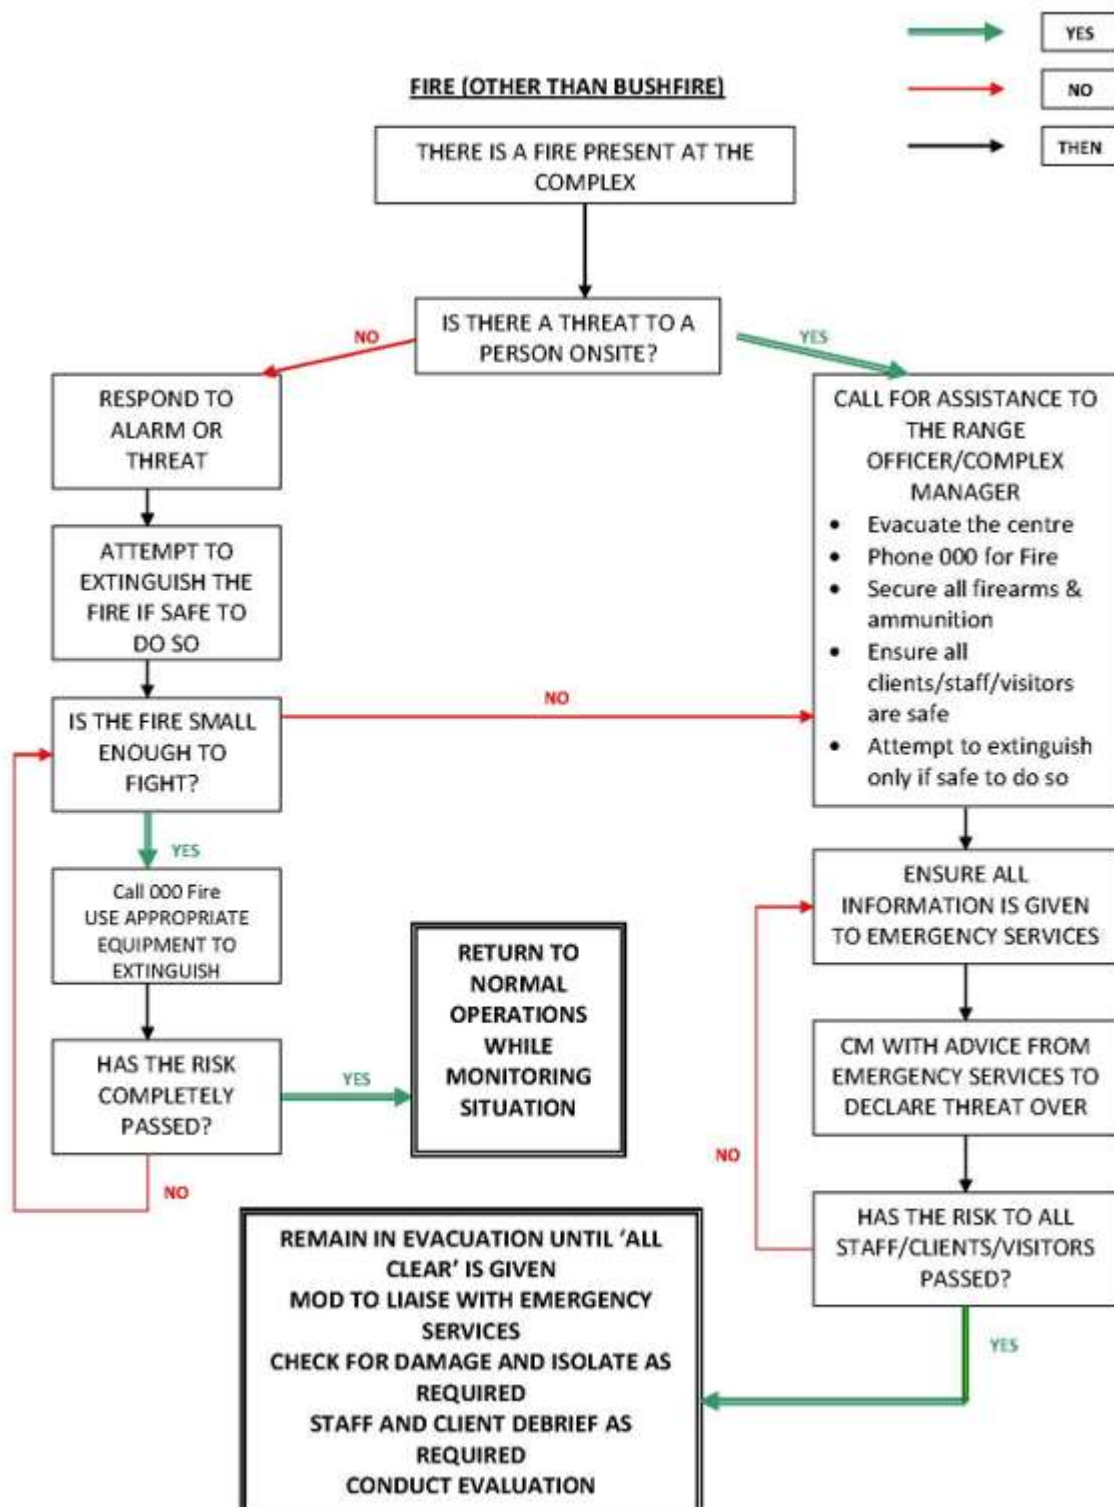 YES
NO
THEN
FIRE (OTHER THAN BUSHFIRE)
THERE IS A FIRE PRESENT AT THE
COMPLEX
IS THERE A THREAT TO A
PERSON ONSITE?
NO
YES
RESPOND TO
ALARM OR
THREAT
ATTEMPT TO
EXTINGUISH THE
FIRE IF SAFE TO
DO SO
IS THE FIRE SMALL
ENOUGH TO
FIGHT?
NO
YES
Call 000 Fire
USE APPROPRIATE
EQUIPMENT TO
EXTINGUISH
HAS THE RISK
COMPLETELY
PASSED?
YES
NO
RETURN TO
NORMAL
OPERATIONS
WHILE
MONITORING
SITUATION
CALL FOR ASSISTANCE TO
THE RANGE
OFFICER/COMPLEX
MANAGER
• Evacuate the centre
• Phone 000 for Fire
• Secure all firearms &
ammunition
• Ensure all
clients/staff/visitors
are safe
• Attempt to extinguish
only if safe to do so
ENSURE ALL
INFORMATION IS GIVEN
TO EMERGENCY SERVICES
CM WITH ADVICE FROM
EMERGENCY SERVICES TO
DECLARE THREAT OVER
NO
HAS THE RISK TO ALL
STAFF/CLIENTS/VISITORS
PASSED?
YES
REMAIN IN EVACUATION UNTIL ‘ALL
CLEAR’ IS GIVEN
MOD TO LIAISE WITH EMERGENCY
SERVICES
CHECK FOR DAMAGE AND ISOLATE AS
REQUIRED
STAFF AND CLIENT DEBRIEF AS
REQUIRED
CONDUCT EVALUATION